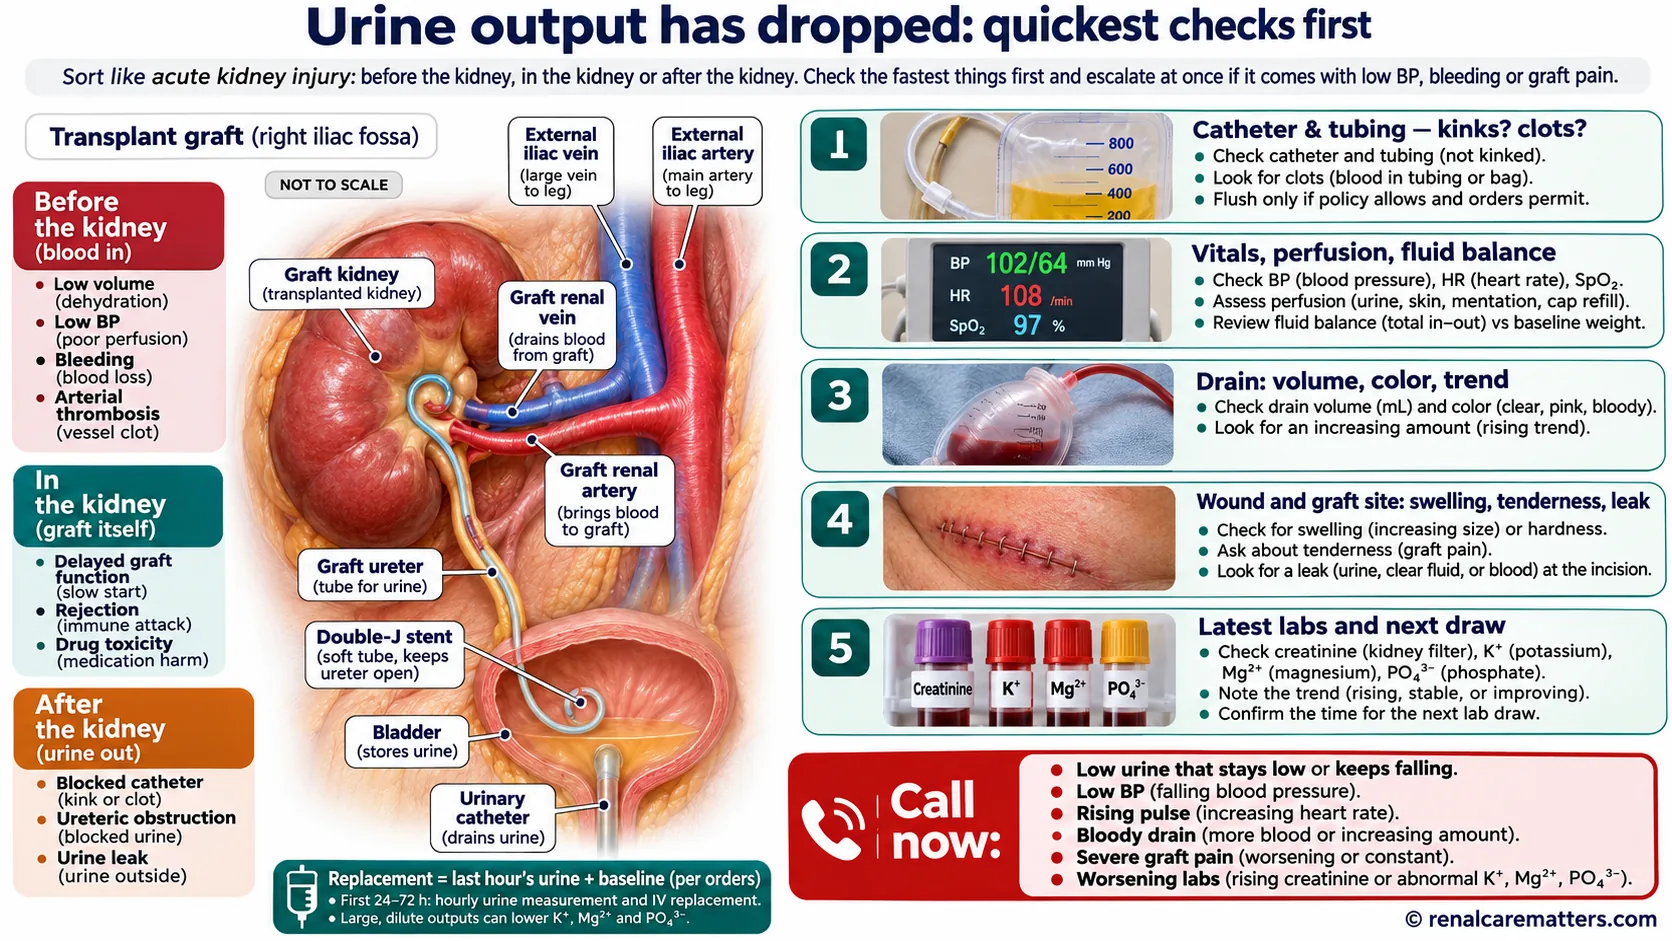 Urine output has dropped: quickest checks first
Sort like acute kidney injury: before the kidney, in the kidney or after the kidney. Check the fastest things first and escalate at once if it comes with low BP, bleeding or graft pain.
Transplant graft (right iliac fossa)
NOT TO SCALE
Before
the kidney
(blood in)
• Low volume
(dehydration)
• Low BP
(poor perfusion)
• Bleeding
(blood loss)
• Arterial
thrombosis
(vessel clot)
In
the kidney
(graft itself)
• Delayed graft
function
(slow start)
• Rejection
(immune attack)
• Drug toxicity
(medication harm)
After
the kidney
(urine out)
• Blocked catheter
(kink or clot)
• Ureteric obstruction
(blocked urine)
• Urine leak
(urine outside)
External
iliac vein
(large vein
to leg)
External
iliac artery
(main artery
to leg)
Graft kidney
(transplanted kidney)
Graft renal
vein
(drains blood
from graft)
Graft renal
artery
(brings blood
to graft)
Graft ureter
(tube for urine)
Double-J stent
(soft tube, keeps
ureter open)
Bladder
(stores urine)
Urinary
catheter
(drains urine)
Replacement = last hour's urine + baseline (per orders)
• First 24–72 h: hourly urine measurement and IV replacement.
• Large, dilute outputs can lower K⁺, Mg²⁺ and PO₄³⁻.
1
800
600
400
200
Catheter & tubing — kinks? clots?
• Check catheter and tubing (not kinked).
• Look for clots (blood in tubing or bag).
• Flush only if policy allows and orders permit.
2
BP 102/64 mm Hg
HR 108 /min
SpO₂ 97 %
Vitals, perfusion, fluid balance
• Check BP (blood pressure), HR (heart rate), SpO₂.
• Assess perfusion (urine, skin, mentation, cap refill).
• Review fluid balance (total in–out) vs baseline weight.
3
Drain: volume, color, trend
• Check drain volume (mL) and color (clear, pink, bloody).
• Look for an increasing amount (rising trend).
4
Wound and graft site: swelling, tenderness, leak
• Check for swelling (increasing size) or hardness.
• Ask about tenderness (graft pain).
• Look for a leak (urine, clear fluid, or blood) at the incision.
5
Creatinine
K⁺
Mg²⁺
PO₄³⁻
Latest labs and next draw
• Check creatinine (kidney filter), K⁺ (potassium),
Mg²⁺ (magnesium), PO₄³⁻ (phosphate).
• Note the trend (rising, stable, or improving).
• Confirm the time for the next lab draw.
Call
now:
• Low urine that stays low or keeps falling.
• Low BP (falling blood pressure).
• Rising pulse (increasing heart rate).
• Bloody drain (more blood or increasing amount).
• Severe graft pain (worsening or constant).
• Worsening labs (rising creatinine or abnormal K⁺, Mg²⁺, PO₄³⁻).
© renalcarematters.com